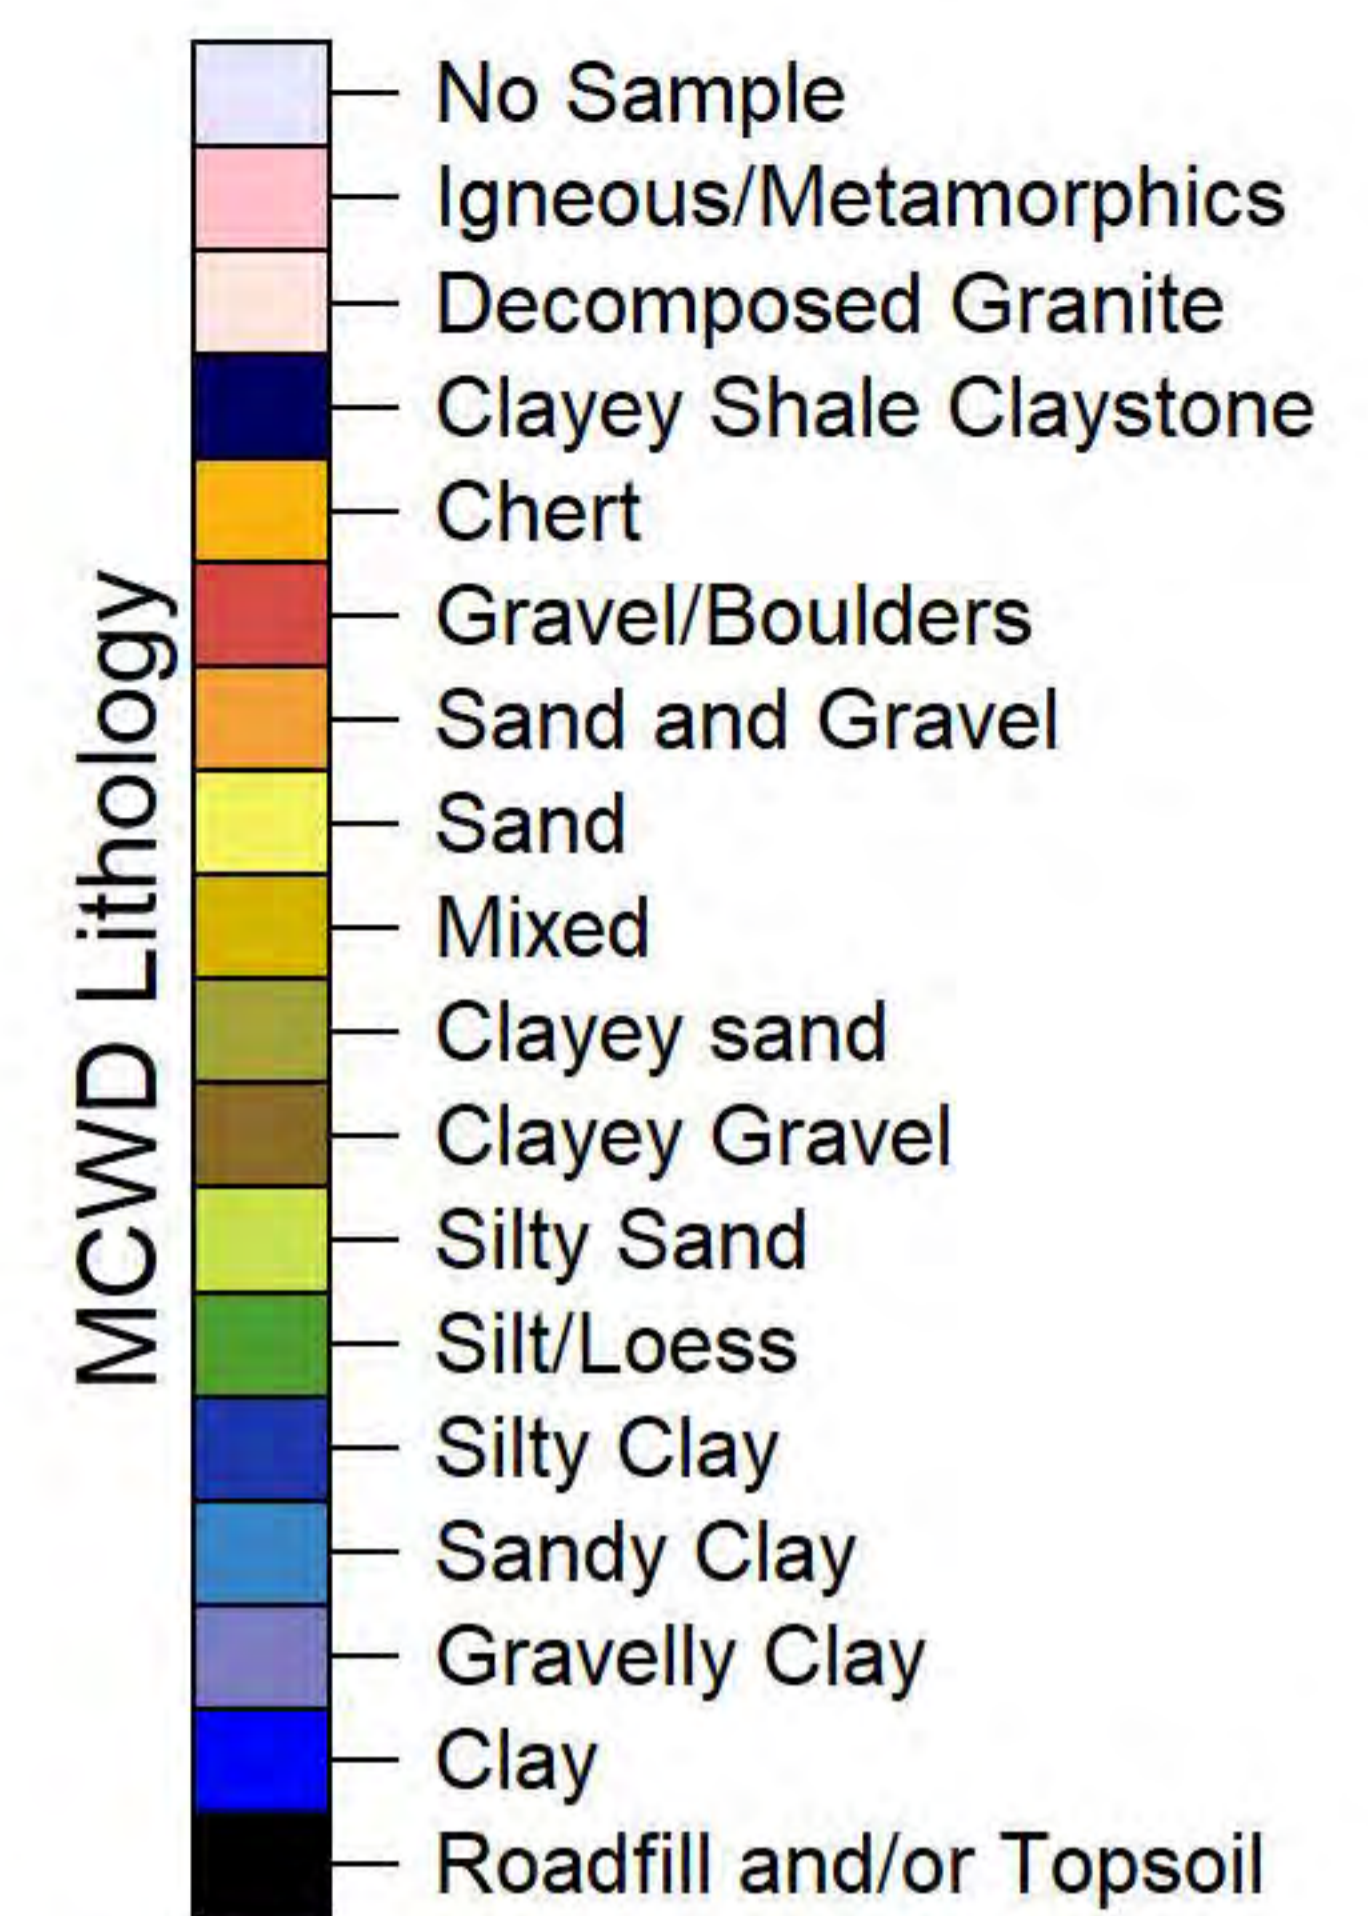 MCWD Lithology
No Sample
Igneous/Metamorphics
Decomposed Granite
Clayey Shale Claystone
Chert
Gravel/Boulders
Sand and Gravel
Sand
Mixed
Clayey sand
Clayey Gravel
Silty Sand
Silt/Loess
Silty Clay
Sandy Clay
Gravelly Clay
Clay
Roadfill and/or Topsoil